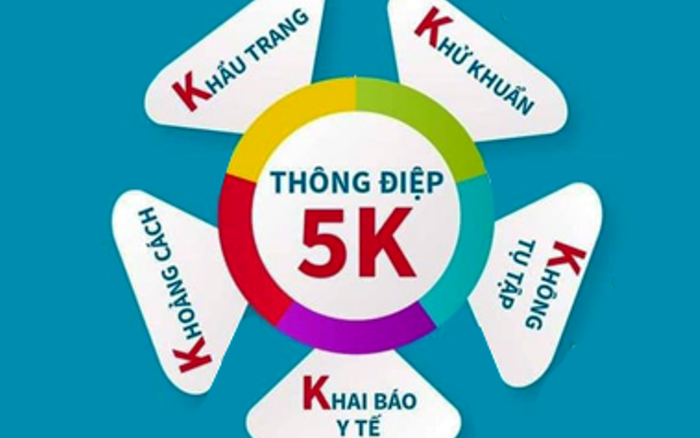 KHẨU TRANG
KHỬ KHUẨN
THÔNG ĐIỆP
5K
KHOẢNG CÁCH
KHÔNG
TỤ TẬP
KHAI BÁO
Y TẾ